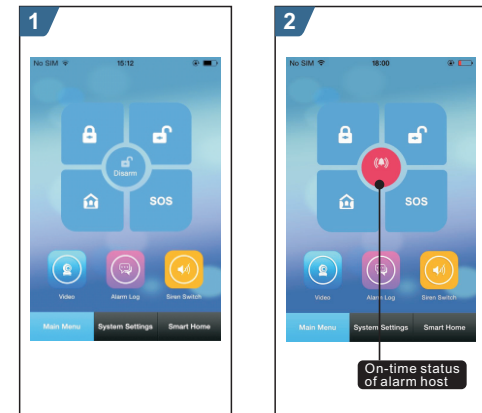 1
No SIM 15:12
Disarm
SOS
Video Alarm Log Siren Switch
Main Menu System Settings Smart Home
2
No SIM 18:00
SOS
Video Alarm Log Siren Switch
Main Menu System Settings Smart Home
On-time status
of alarm host